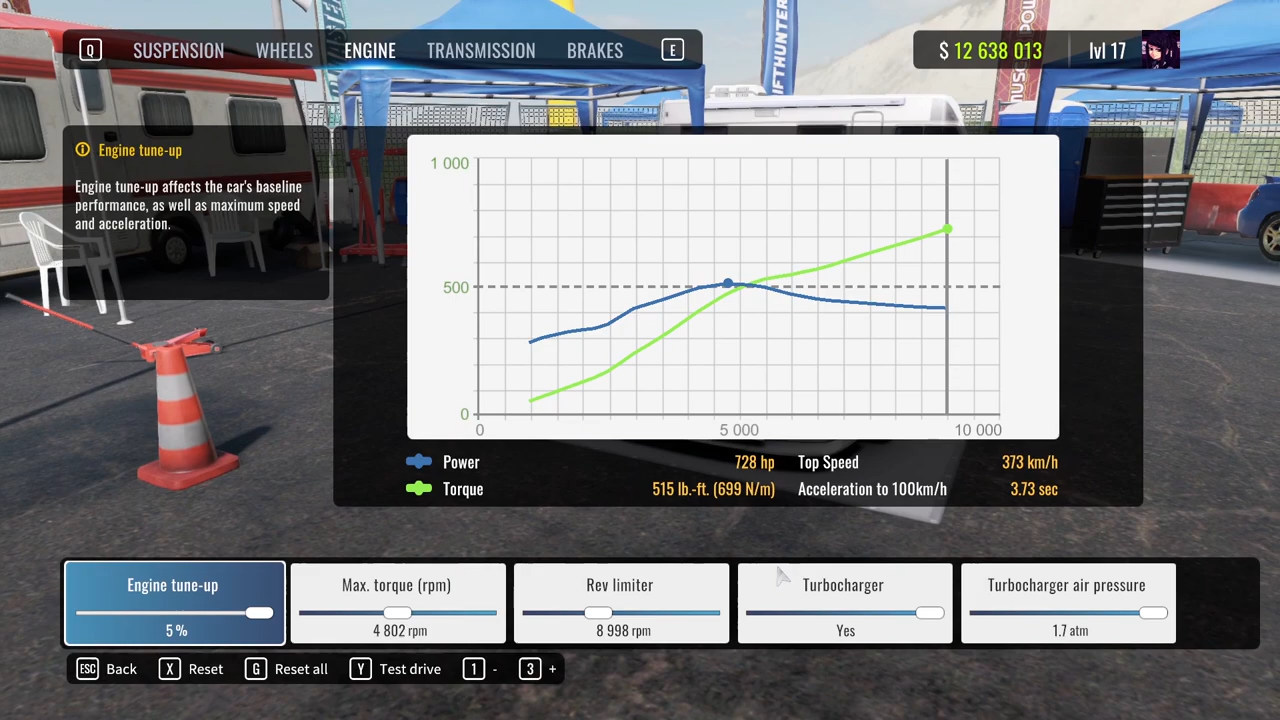 Q SUSPENSION WHEELS ENGINE TRANSMISSION BRAKES E
$ 12 638 013 lvl 17
IFTHUNTER
MUSC
POW
Engine tune-up
Engine tune-up affects the car's baseline
performance, as well as maximum speed
and acceleration.
1 000
500
0
0 5 000 10 000
Power 728 hp Top Speed 373 km/h
Torque 515 lb.-ft. (699 N/m) Acceleration to 100km/h 3.73 sec
Engine tune-up Max. torque (rpm) Rev limiter Turbocharger Turbocharger air pressure
5 % 4 802 rpm 8 998 rpm Yes 1.7 atm
ESC Back X Reset G Reset all Y Test drive 1 - 3 +